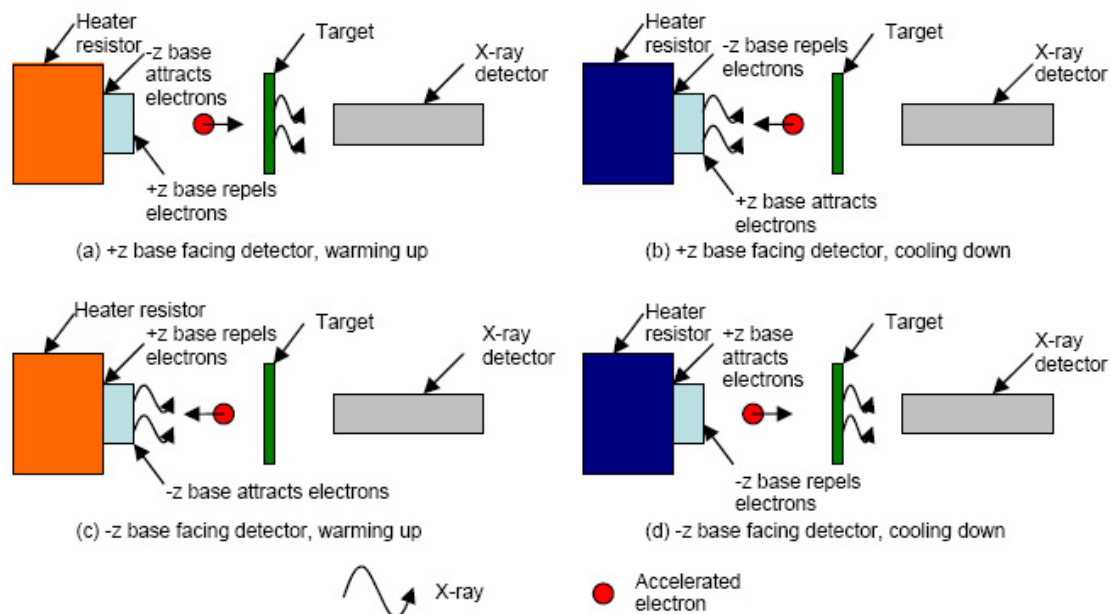 Heater
resistor
-z base
attracts
electrons
Target
X-ray
detector
+z base repels
electrons
(a) +z base facing detector, warming up
Heater
resistor
-z base repels
electrons
Target
X-ray
detector
+z base attracts
electrons
(b) +z base facing detector, cooling down
Heater resistor
+z base repels
electrons
Target
X-ray
detector
-z base attracts electrons
(c) -z base facing detector, warming up
Heater
resistor
+z base
attracts
electrons
Target
X-ray
detector
-z base repels
electrons
(d) -z base facing detector, cooling down
X-ray
Accelerated
electron